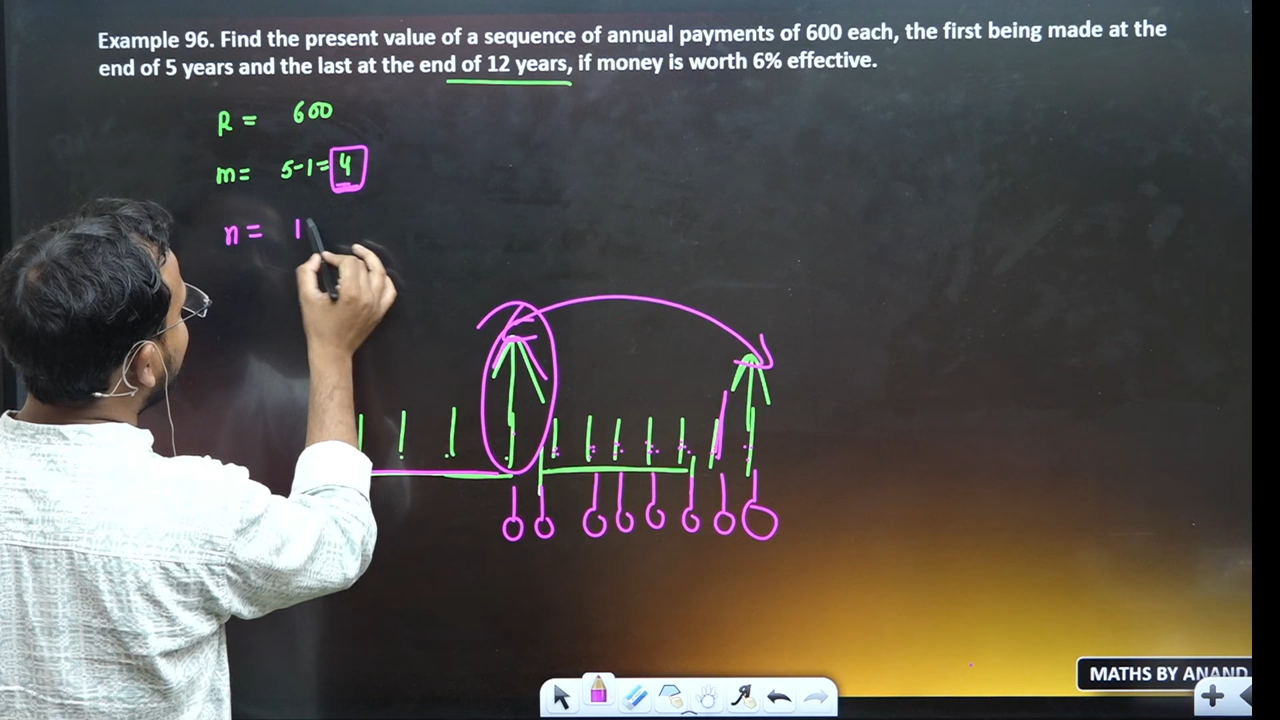 Example 96. Find the present value of a sequence of annual payments of 600 each, the first being made at the
end of 5 years and the last at the end of 12 years, if money is worth 6% effective.
R = 600
m = 5-1 = 4
n = 1
MATHS BY ANAND